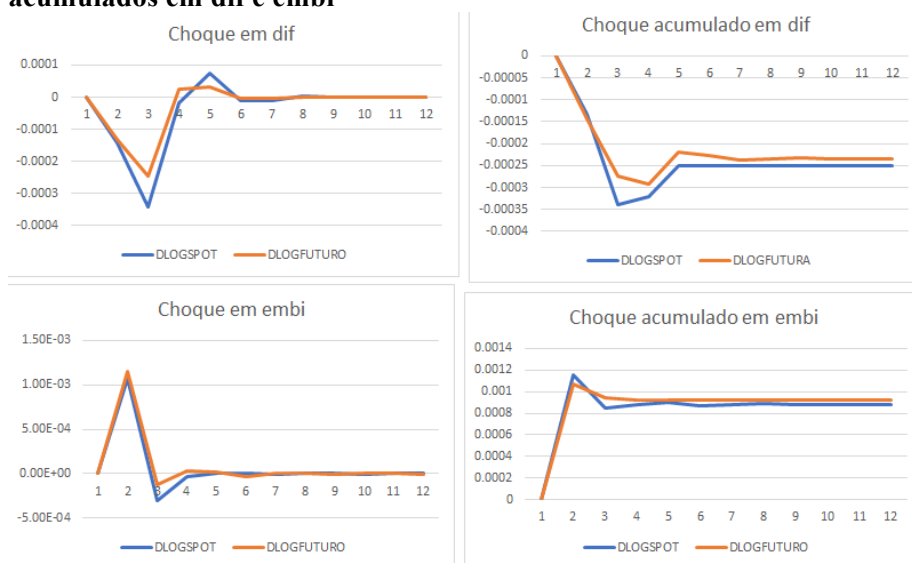 acumulados em dif e embi
Choque em dif
0.0001
0
-0.0001
-0.0002
-0.0003
-0.0004
1 2 3 4 5 6 7 8 9 10 11 12
DLOGSPOT DLOGFUTURO
Choque acumulado em dif
0
-0.00005
-0.0001
-0.00015
-0.0002
-0.00025
-0.0003
-0.00035
-0.0004
1 2 3 4 5 6 7 8 9 10 11 12
DLOGSPOT DLOGFUTURA
Choque em embi
1.50E-03
1.00E-03
5.00E-04
0.00E+00
-5.00E-04
1 2 3 4 5 6 7 8 9 10 11 12
DLOGSPOT DLOGFUTURO
Choque acumulado em embi
0.0014
0.0012
0.001
0.0008
0.0006
0.0004
0.0002
0
1 2 3 4 5 6 7 8 9 10 11 12
DLOGSPOT DLOGFUTURO